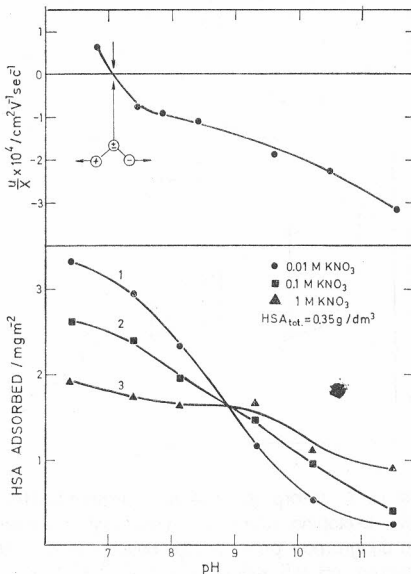 u/X × 10⁴ / cm² V⁻¹ sec⁻¹
1
0
-1
-2
-3
+
±
−
1
2
3
● 0.01 M KNO₃
■ 0.1 M KNO₃
▲ 1 M KNO₃
HSA tot. = 0.35 g / dm³
HSA ADSORBED / mg m⁻²
3
2
1
7 8 9 10 11
pH